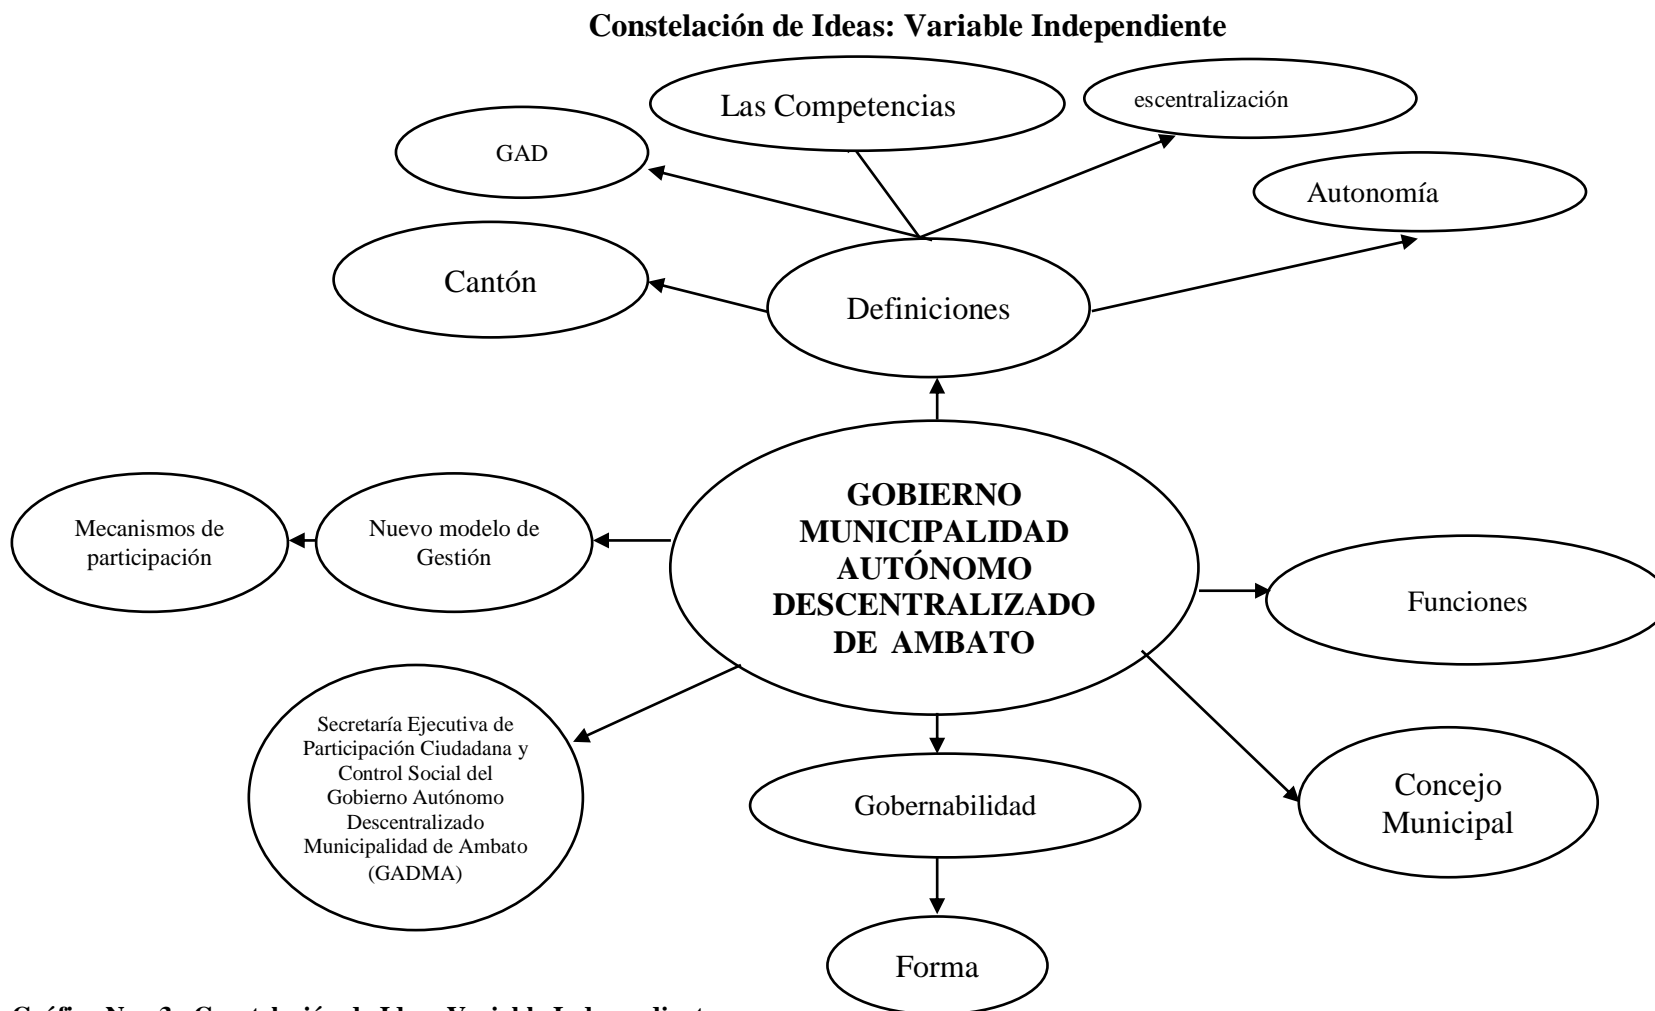 Constelación de Ideas: Variable Independiente
Las Competencias
escentralización
GAD
Autonomía
Cantón
Definiciones
GOBIERNO
MUNICIPALIDAD
AUTÓNOMO
DESCENTRALIZADO
DE AMBATO
Mecanismos de
participación
Nuevo modelo de
Gestión
Funciones
Secretaría Ejecutiva de
Participación Ciudadana y
Control Social del
Gobierno Autónomo
Descentralizado
Municipalidad de Ambato
(GADMA)
Gobernabilidad
Concejo
Municipal
Forma